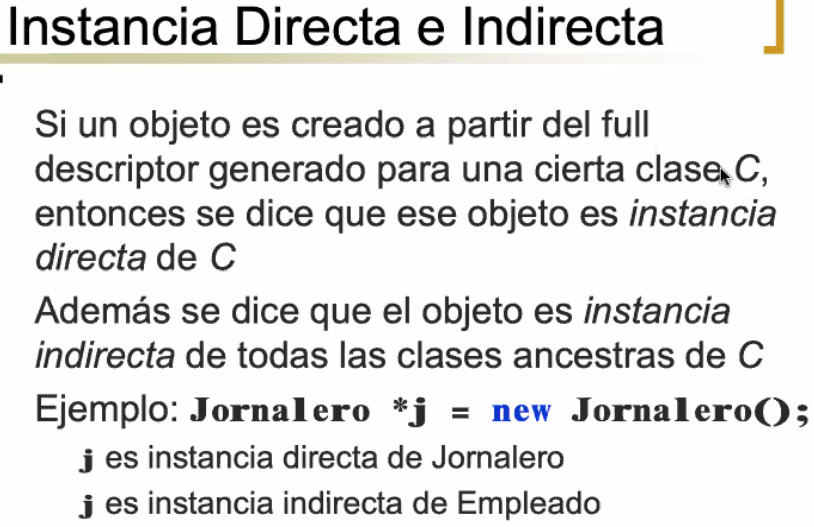 Instancia Directa e Indirecta
Si un objeto es creado a partir del full
descriptor generado para una cierta clase C,
entonces se dice que ese objeto es instancia
directa de C
Además se dice que el objeto es instancia
indirecta de todas las clases ancestras de C
Ejemplo: Jornalero *j = new Jornalero();
j es instancia directa de Jornalero
j es instancia indirecta de Empleado